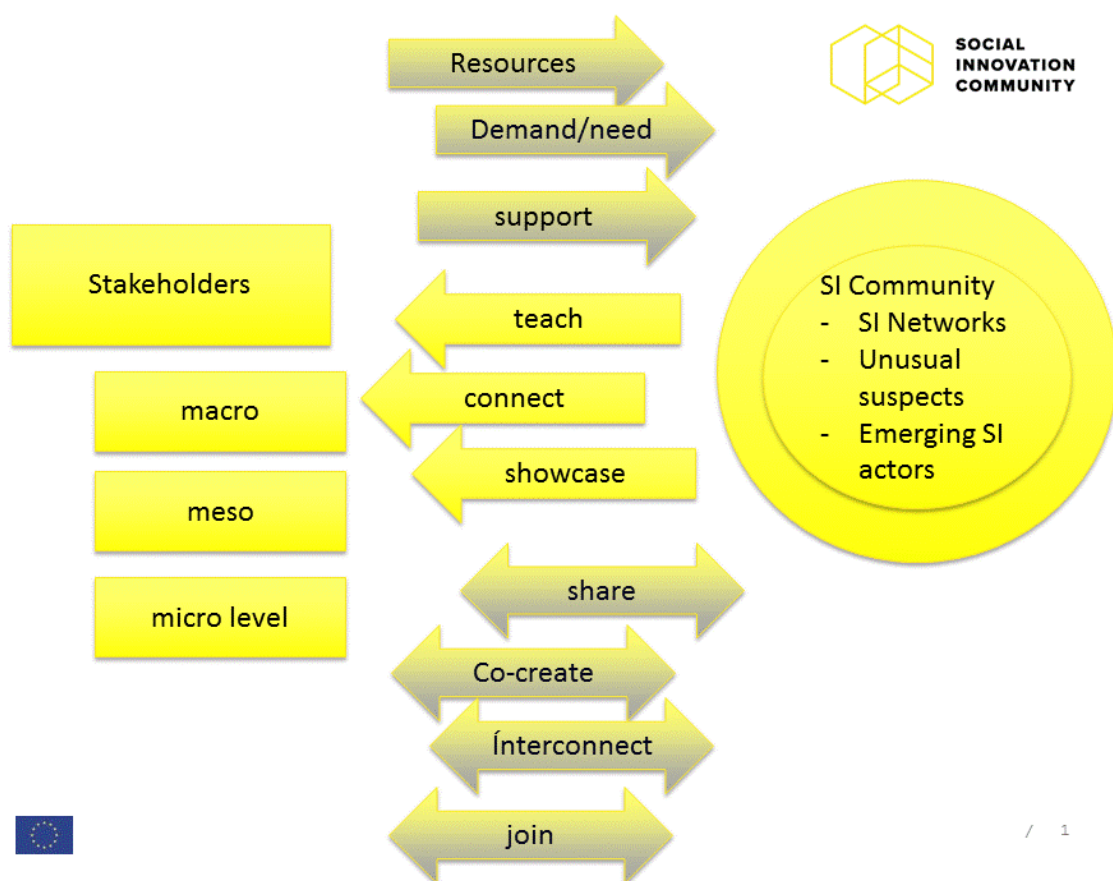 Resources
SOCIAL
INNOVATION
COMMUNITY
Demand/need
support
Stakeholders
teach
connect
showcase
macro
meso
micro level
SI Community
- SI Networks
- Unusual
suspects
- Emerging SI
actors
share
Co-create
Ínterconnect
join
/ 1